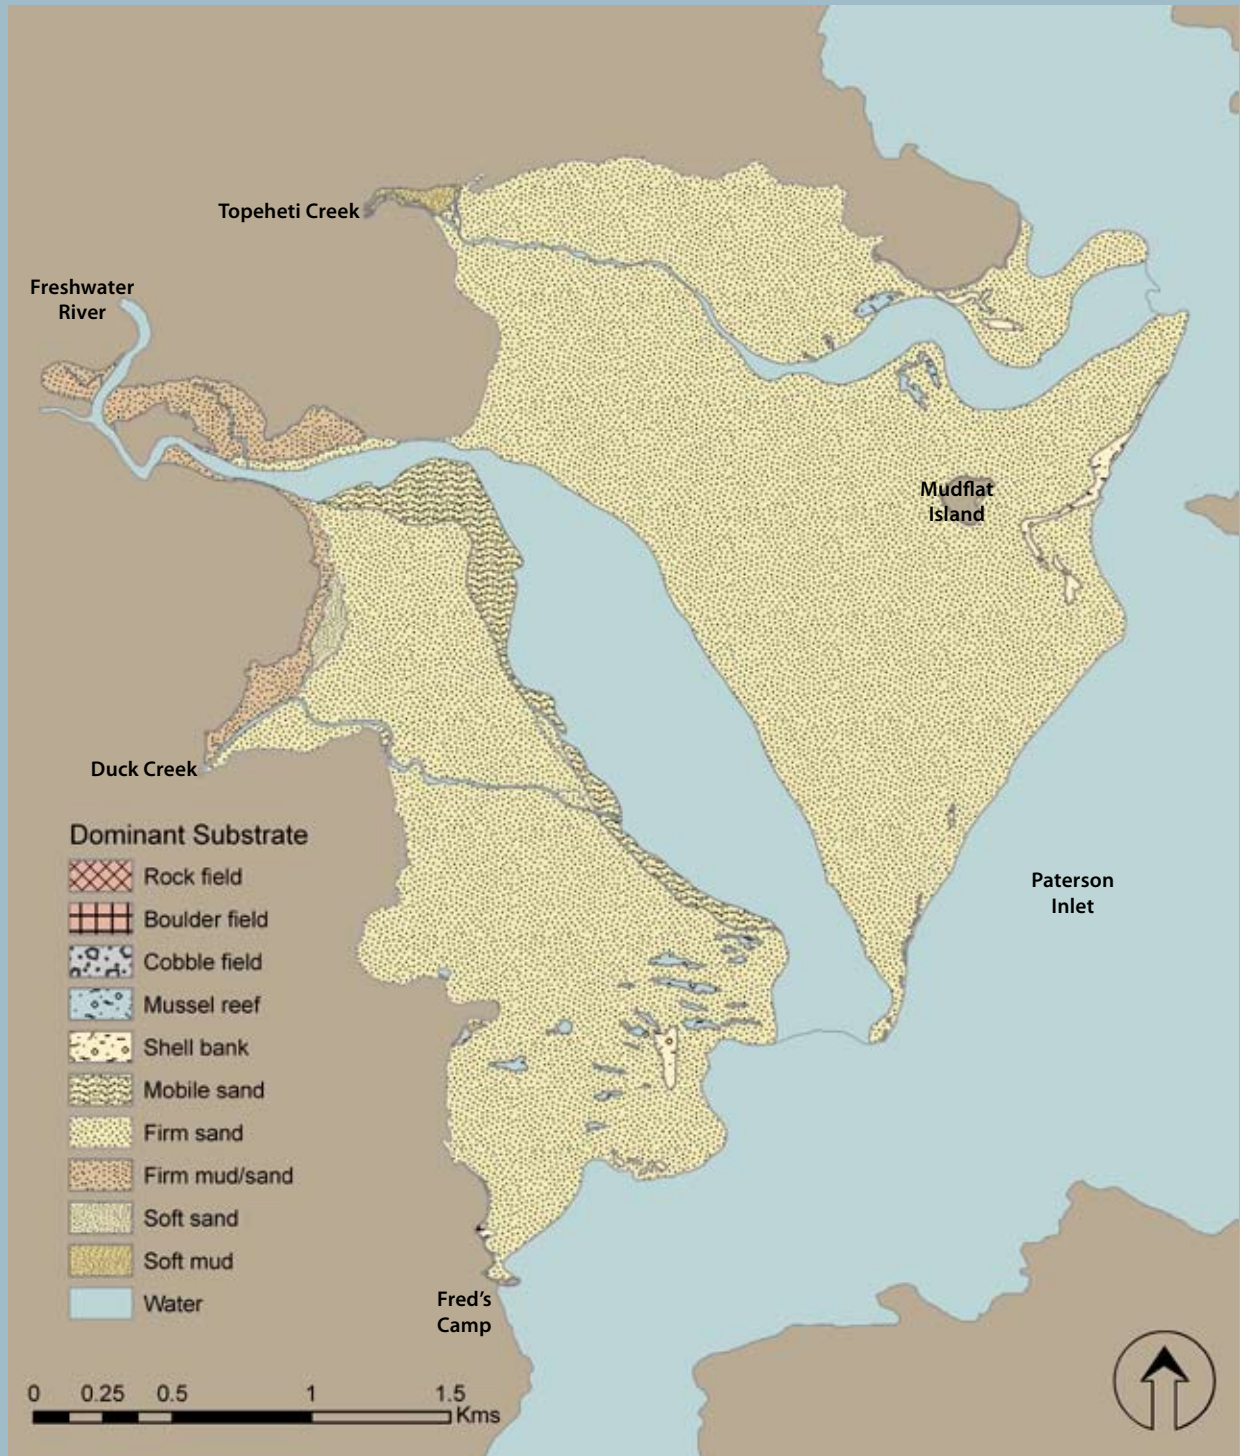 Topeheti Creek
Freshwater
River
Mudflat
Island
Duck Creek
Dominant Substrate
Rock field
Boulder field
Cobble field
Mussel reef
Shell bank
Mobile sand
Firm sand
Firm mud/sand
Soft sand
Soft mud
Water
Paterson
Inlet
Fred's
Camp
0 0.25 0.5 1 1.5
Kms